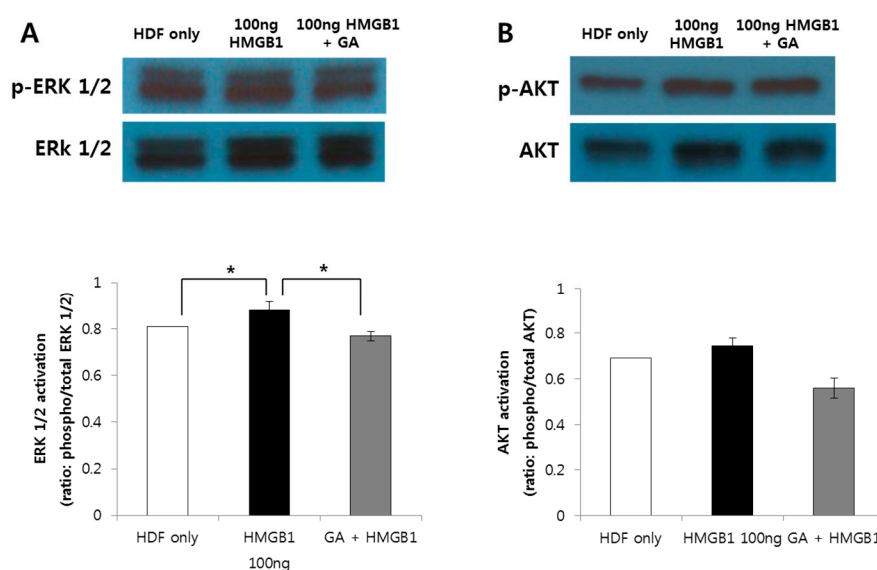 A
HDF only
100ng
HMGB1
100ng HMGB1
+ GA
p-ERK 1/2
ERk 1/2
B
HDF only
100ng
HMGB1
100ng HMGB1
+ GA
p-AKT
AKT
ERK 1/2 activation
(ratio: phospho/total ERK 1/2)
1
0.8
0.6
0.4
0.2
0
*
*
HDF only
HMGB1
100ng
GA + HMGB1
AKT activation
(ratio: phospho/total AKT)
1
0.8
0.6
0.4
0.2
0
HDF only
HMGB1 100ng
GA + HMGB1